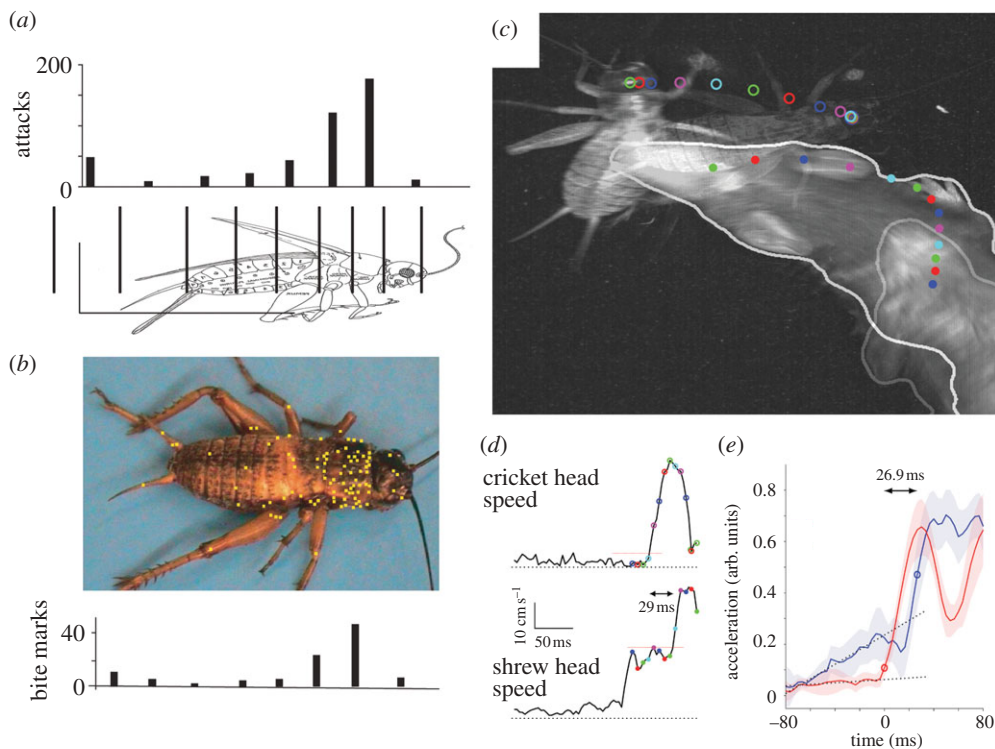 (a)
200
100
0
attacks
(b)
40
20
0
bite marks
(c)
(d)
cricket head
speed
10 cm s⁻¹
50 ms
29 ms
shrew head
speed
(e)
26.9 ms
0.8
0.6
0.4
0.2
0
acceleration (arb. units)
−80
0
80
time (ms)